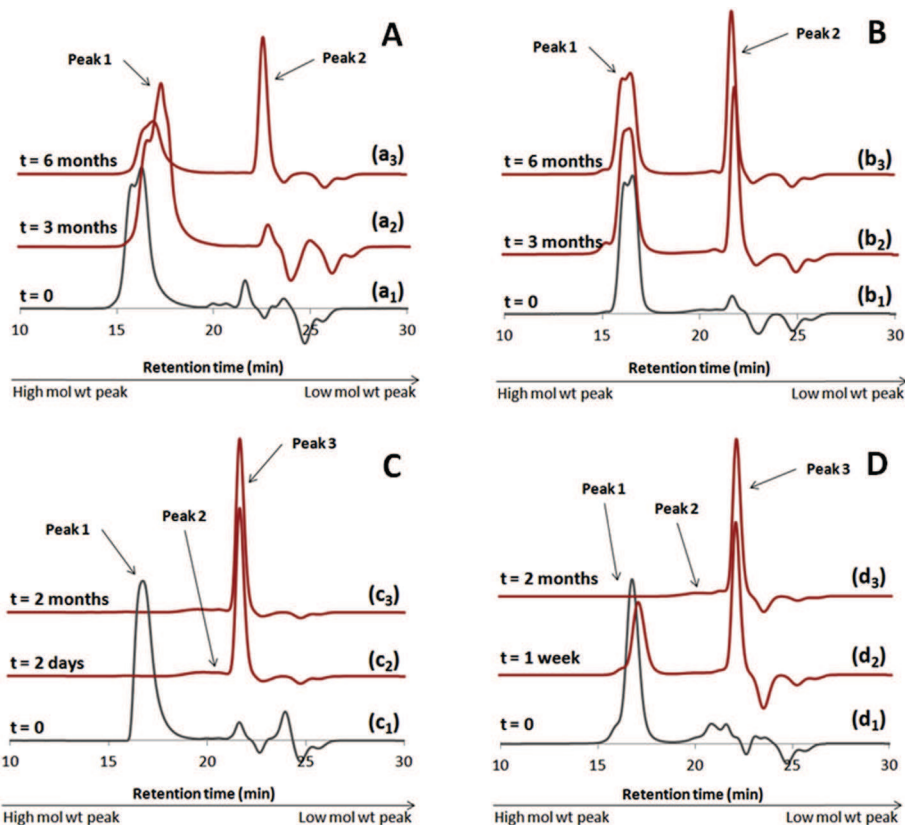 A
Peak 1
Peak 2
t = 6 months
(a3)
t = 3 months
(a2)
t = 0
(a1)
10 15 20 25 30
Retention time (min)
High mol wt peak Low mol wt peak
B
Peak 1
Peak 2
t = 6 months
(b3)
t = 3 months
(b2)
t = 0
(b1)
10 15 20 25 30
Retention time (min)
High mol wt peak Low mol wt peak
C
Peak 3
Peak 2
Peak 1
t = 2 months
(c3)
t = 2 days
(c2)
t = 0
(c1)
10 15 20 25 30
Retention time (min)
High mol wt peak Low mol wt peak
D
Peak 3
Peak 1
Peak 2
t = 2 months
(d3)
t = 1 week
(d2)
t = 0
(d1)
10 15 20 25 30
Retention time (min)
High mol wt peak Low mol wt peak